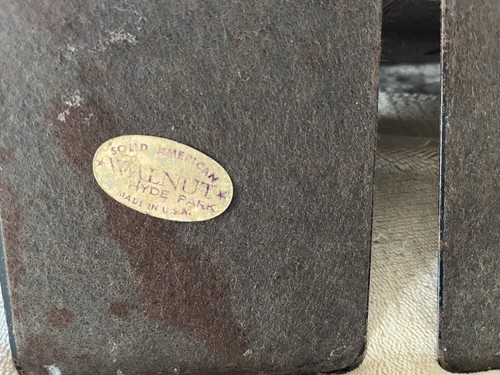 SOLID AMERICAN
WALNUT
HYDE PARK
MADE IN U.S.A.